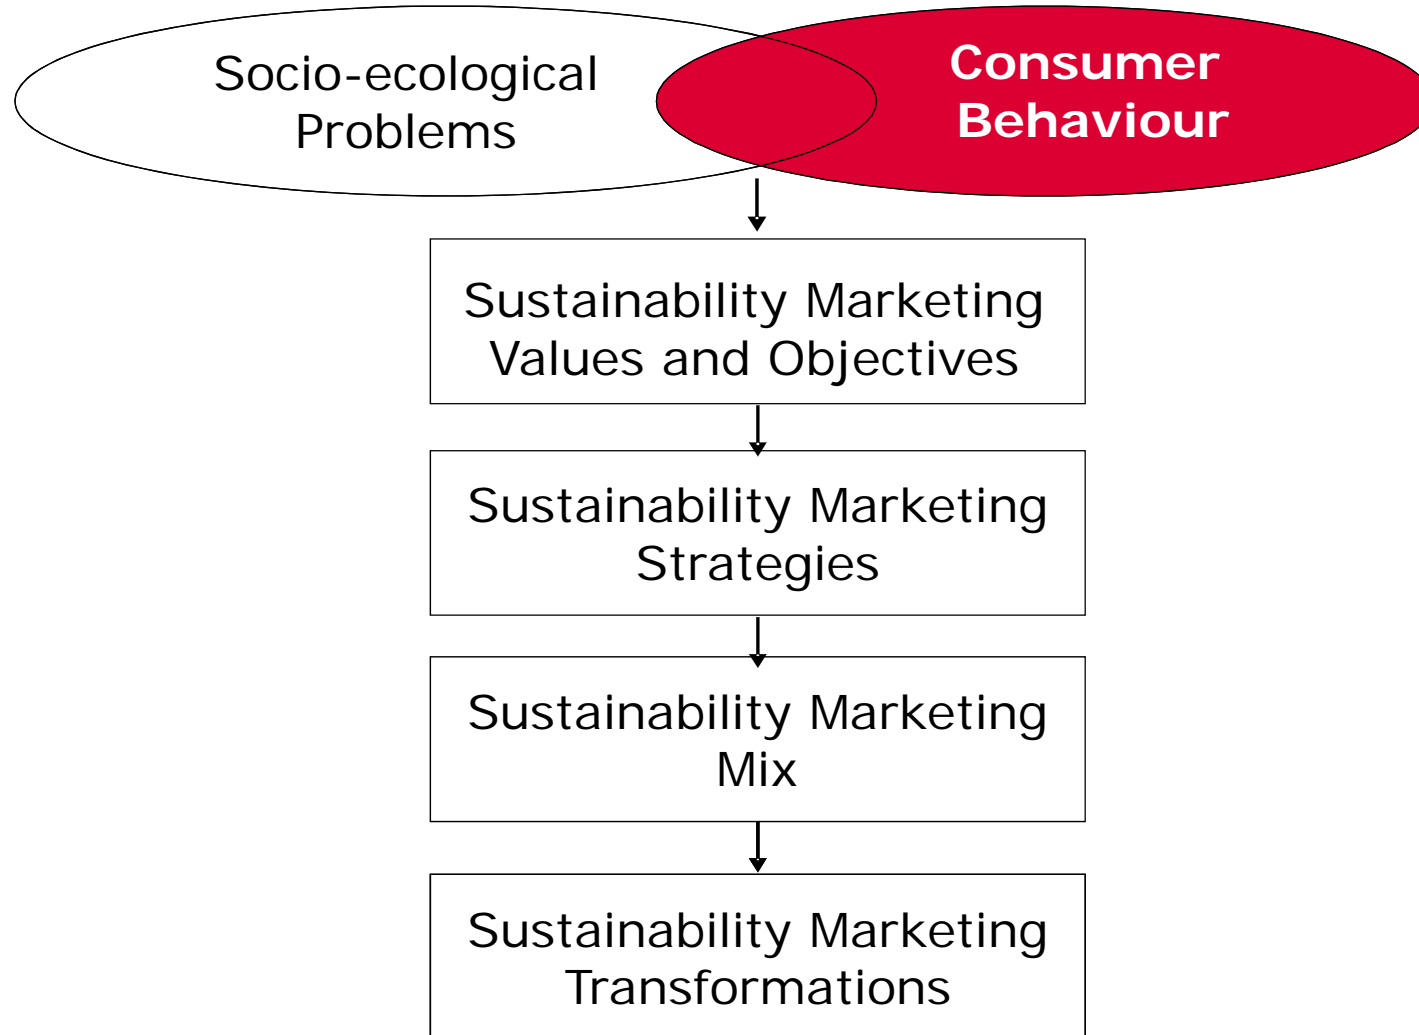 Socio-ecological
Problems
Consumer
Behaviour
Sustainability Marketing
Values and Objectives
Sustainability Marketing
Strategies
Sustainability Marketing
Mix
Sustainability Marketing
Transformations